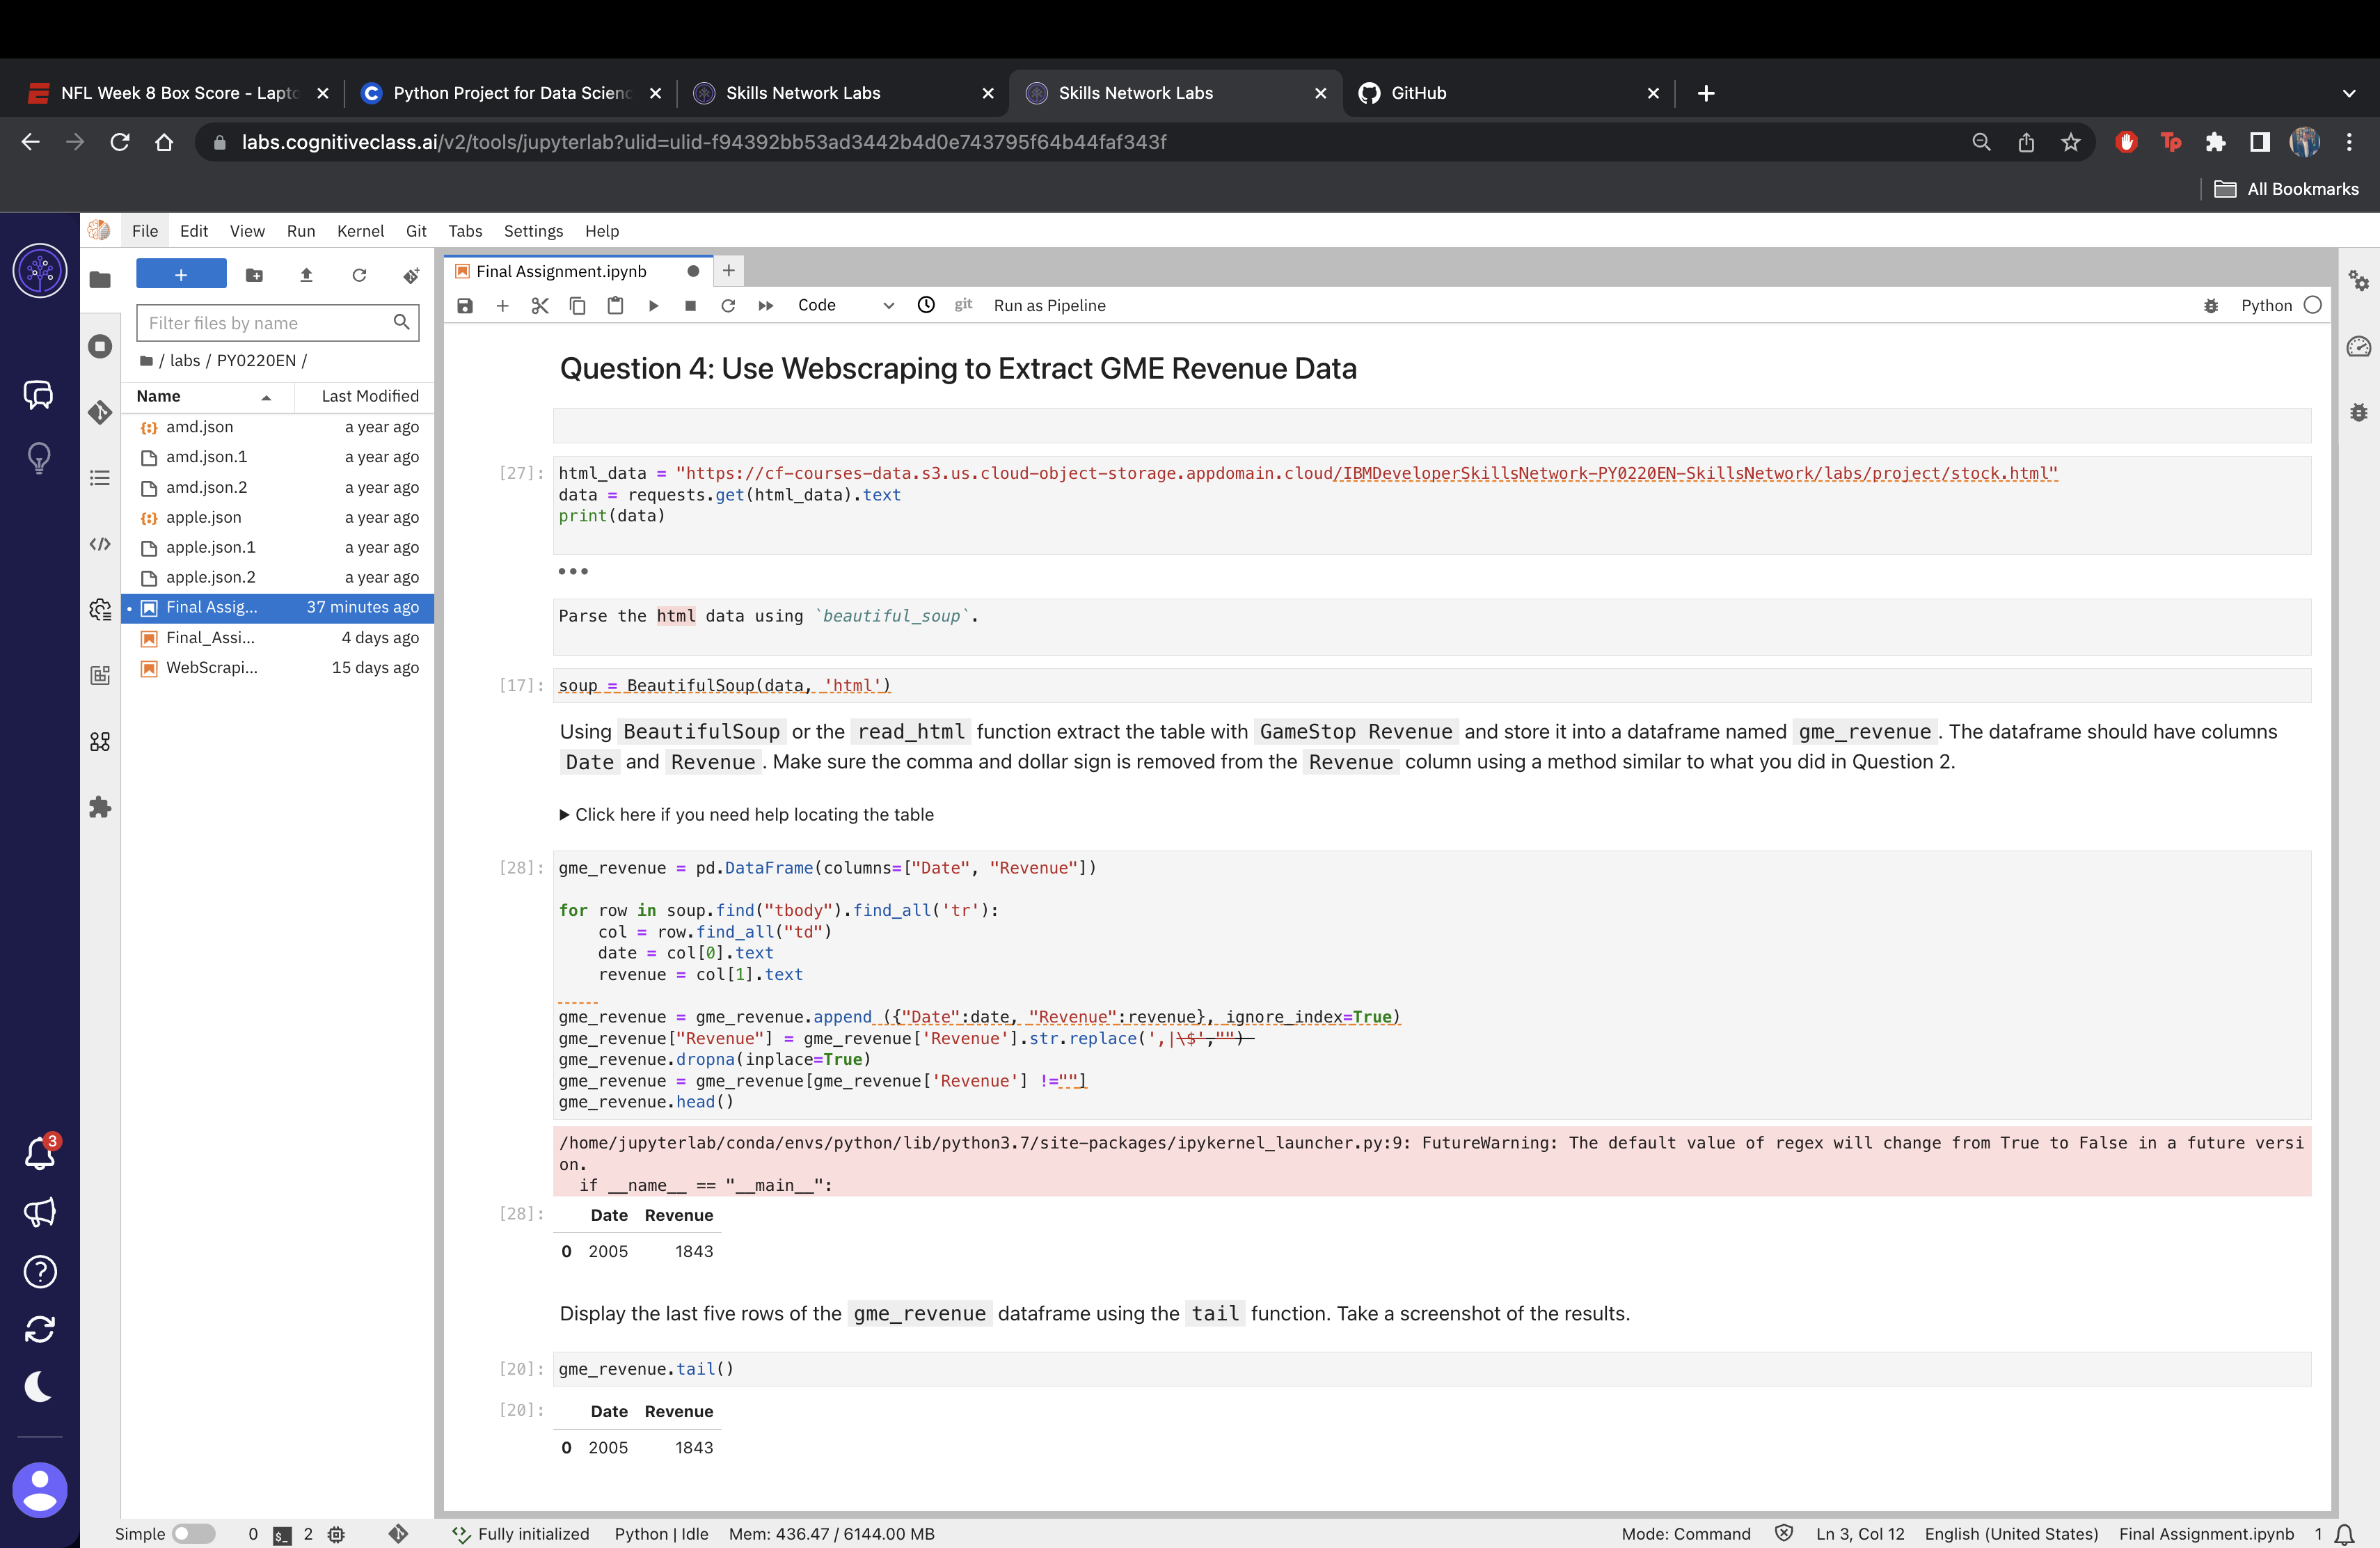 NFL Week 8 Box Score - Lapto
Python Project for Data Scienc
Skills Network Labs
Skills Network Labs
GitHub
labs.cognitiveclass.ai/v2/tools/jupyterlab?ulid=ulid-f94392bb53ad3442b4d0e743795f64b44faf343f
Tp
All Bookmarks
File Edit View Run Kernel Git Tabs Settings Help
+
Filter files by name
/ labs / PY0220EN /
Name Last Modified
amd.json a year ago
amd.json.1 a year ago
amd.json.2 a year ago
apple.json a year ago
apple.json.1 a year ago
apple.json.2 a year ago
Final Assig... 37 minutes ago
Final_Assi... 4 days ago
WebScrapi... 15 days ago
Final Assignment.ipynb
Code git Run as Pipeline Python
Question 4: Use Webscraping to Extract GME Revenue Data
[27]: html_data = "https://cf-courses-data.s3.us.cloud-object-storage.appdomain.cloud/IBMDeveloperSkillsNetwork-PY0220EN-SkillsNetwork/labs/project/stock.html"
data = requests.get(html_data).text
print(data)
Parse the html data using `beautiful_soup`.
[17]: soup = BeautifulSoup(data, 'html')
Using BeautifulSoup or the read_html function extract the table with GameStop Revenue and store it into a dataframe named gme_revenue. The dataframe should have columns
Date and Revenue. Make sure the comma and dollar sign is removed from the Revenue column using a method similar to what you did in Question 2.
▶ Click here if you need help locating the table
[28]: gme_revenue = pd.DataFrame(columns=["Date", "Revenue"])
for row in soup.find("tbody").find_all('tr'):
    col = row.find_all("td")
    date = col[0].text
    revenue = col[1].text
gme_revenue = gme_revenue.append ({"Date":date, "Revenue":revenue}, ignore_index=True)
gme_revenue["Revenue"] = gme_revenue['Revenue'].str.replace(',|\$',"")
gme_revenue.dropna(inplace=True)
gme_revenue = gme_revenue[gme_revenue['Revenue'] !=""]
gme_revenue.head()
/home/jupyterlab/conda/envs/python/lib/python3.7/site-packages/ipykernel_launcher.py:9: FutureWarning: The default value of regex will change from True to False in a future versi
on.
  if __name__ == "__main__":
[28]: Date Revenue
0 2005 1843
Display the last five rows of the gme_revenue dataframe using the tail function. Take a screenshot of the results.
[20]: gme_revenue.tail()
[20]: Date Revenue
0 2005 1843
3
Simple 0 2 Fully initialized Python | Idle Mem: 436.47 / 6144.00 MB Mode: Command Ln 3, Col 12 English (United States) Final Assignment.ipynb 1